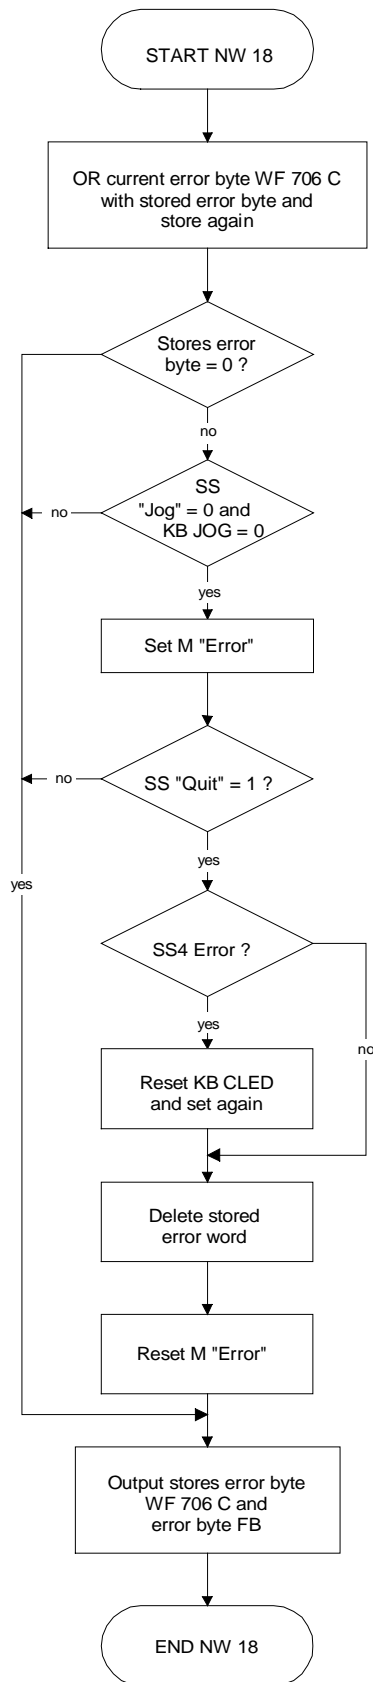 START NW 18
OR current error byte WF 706 C
with stored error byte and
store again
Stores error
byte = 0 ?
no
SS
"Jog" = 0 and
KB JOG = 0
no
yes
Set M "Error"
SS "Quit" = 1 ?
no
yes
yes
SS4 Error ?
yes
no
Reset KB CLED
and set again
Delete stored
error word
Reset M "Error"
Output stores error byte
WF 706 C and
error byte FB
END NW 18